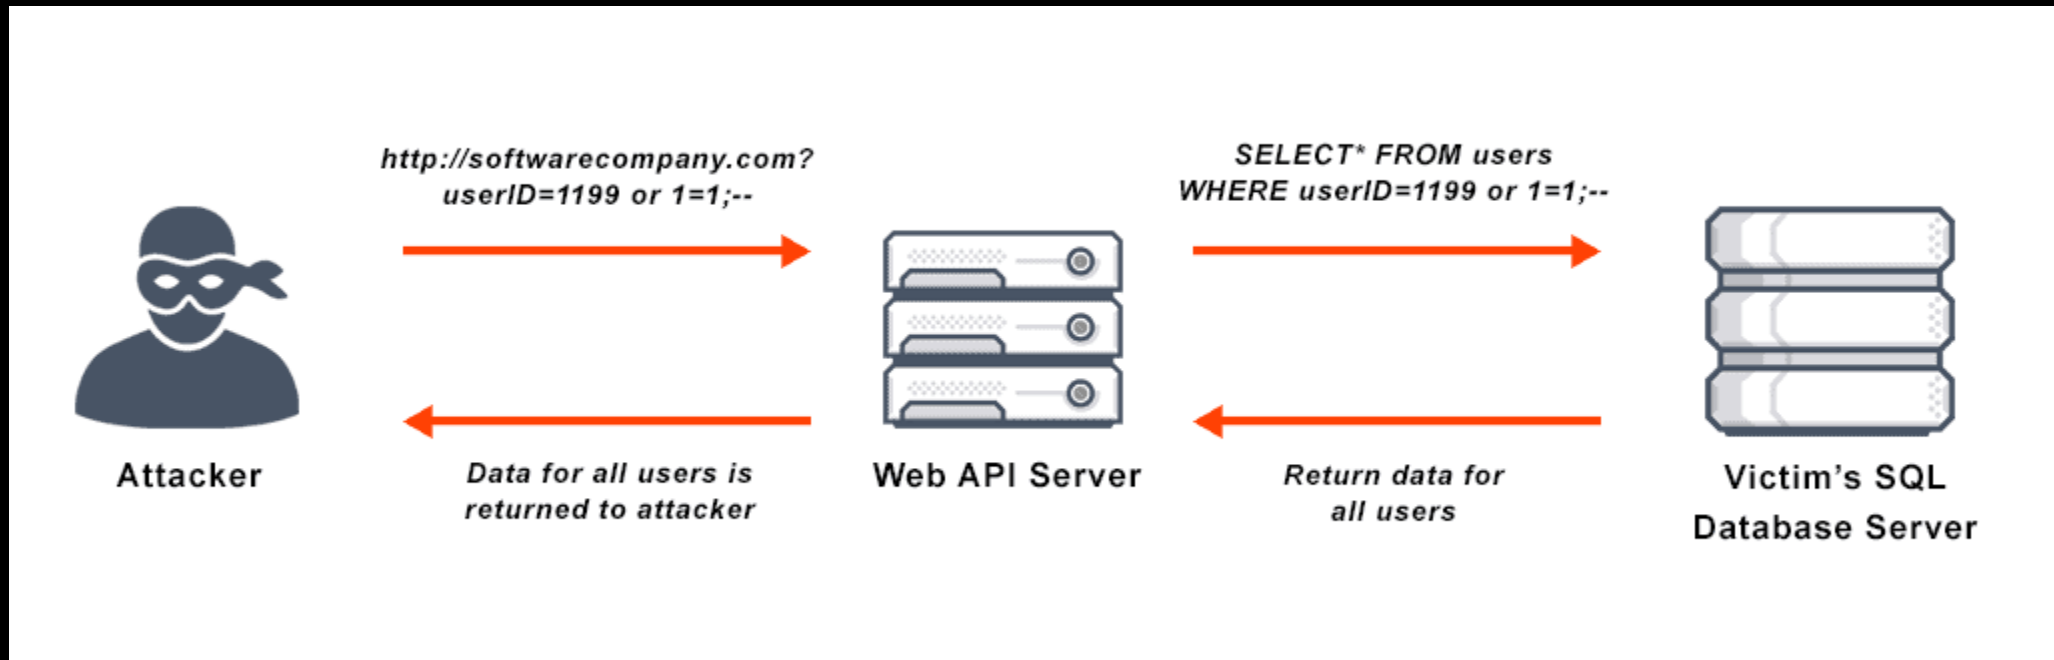 http://softwarecompany.com?
userID=1199 or 1=1;--
SELECT* FROM users
WHERE userID=1199 or 1=1;--
Attacker
Data for all users is
returned to attacker
Web API Server
Return data for
all users
Victim’s SQL
Database Server